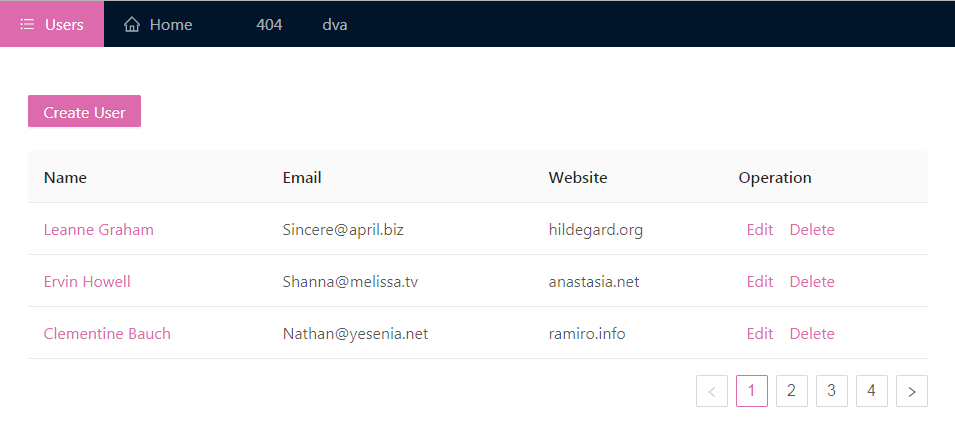 Users Home 404 dva
Create User
Name Email Website Operation
Leanne Graham Sincere@april.biz hildegard.org Edit Delete
Ervin Howell Shanna@melissa.tv anastasia.net Edit Delete
Clementine Bauch Nathan@yesenia.net ramiro.info Edit Delete
< 1 2 3 4 >